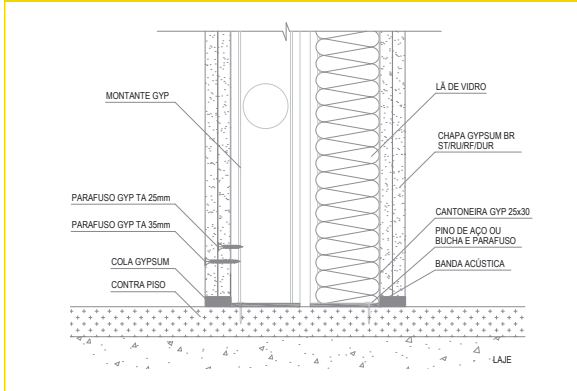 MONTANTE GYP
PARAFUSO GYP TA 25mm
PARAFUSO GYP TA 35mm
COLA GYPSUM
CONTRA PISO
LÃ DE VIDRO
CHAPA GYPSUM BR
ST/RU/RF/DUR
CANTONEIRA GYP 25x30
PINO DE AÇO OU
BUCHA E PARAFUSO
BANDA ACÚSTICA
LAJE